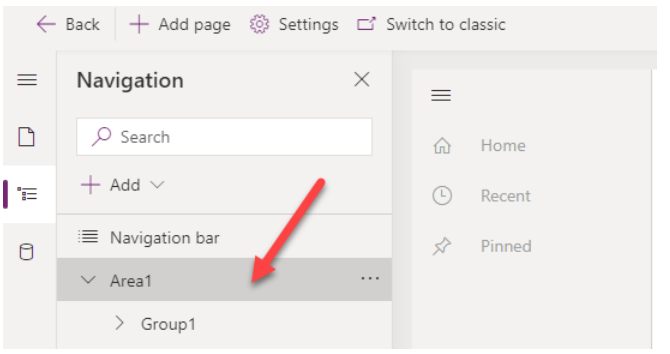 Back Add page Settings Switch to classic
Navigation
Search
Add
Navigation bar
Area1
Group1
Home
Recent
Pinned